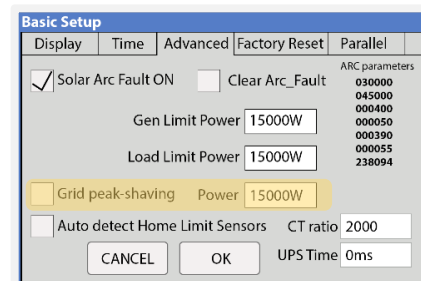 Basic Setup
Display Time Advanced Factory Reset Parallel
ARC parameters
Solar Arc Fault ON Clear Arc_Fault
030000
045000
000400
000050
000390
000055
238094
Gen Limit Power 15000W
Load Limit Power 15000W
Grid peak-shaving Power 15000W
Auto detect Home Limit Sensors CT ratio 2000
CANCEL OK UPS Time 0ms